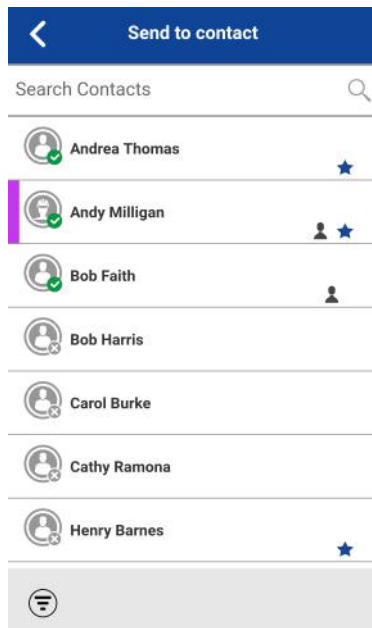 Send to contact
Search Contacts
Andrea Thomas
Andy Milligan
Bob Faith
Bob Harris
Carol Burke
Cathy Ramona
Henry Barnes